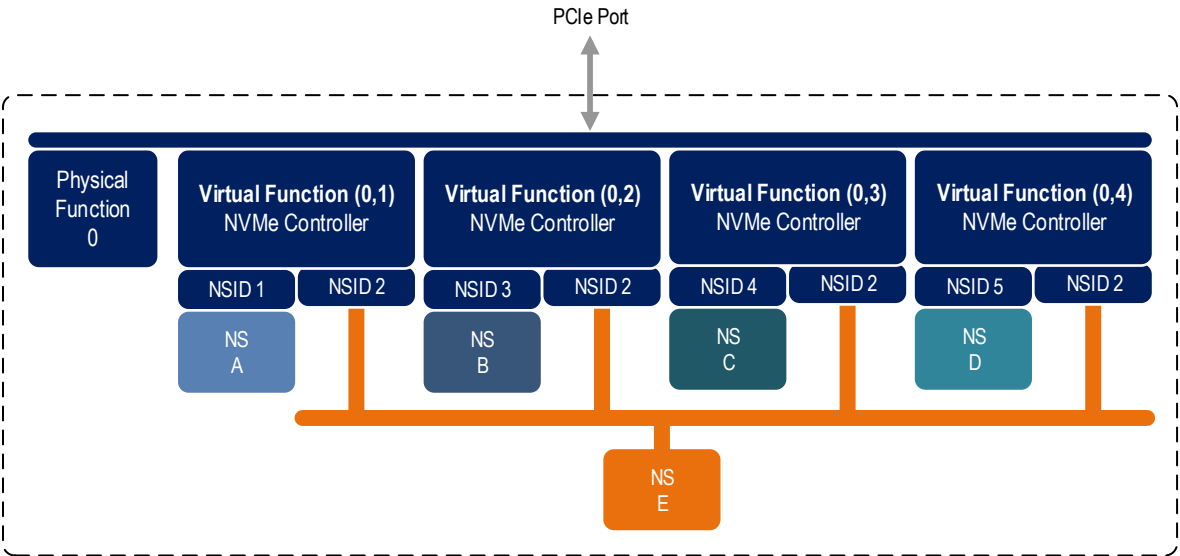 PCIe Port
Physical
Function
0
Virtual Function (0,1)
NVMe Controller
Virtual Function (0,2)
NVMe Controller
Virtual Function (0,3)
NVMe Controller
Virtual Function (0,4)
NVMe Controller
NSID 1
NSID 2
NSID 3
NSID 2
NSID 4
NSID 2
NSID 5
NSID 2
NS
A
NS
B
NS
C
NS
D
NS
E